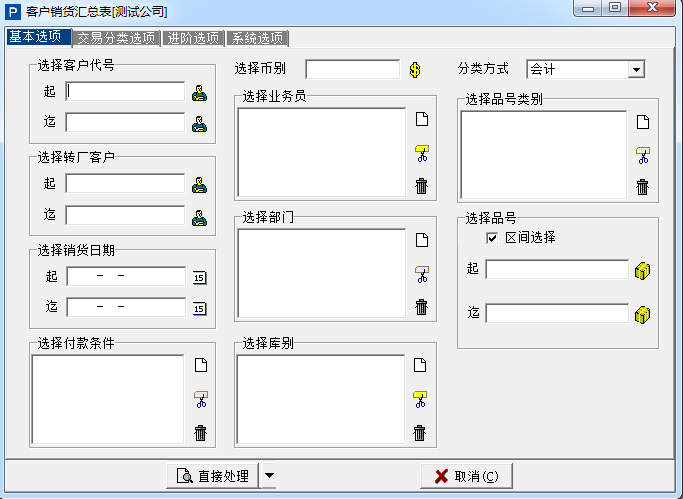 P 客户销货汇总表[测试公司]
基本选项 交易分类选项 进阶选项 系统选项
选择客户代号
起
迄
选择转厂客户
起
迄
选择销货日期
起 - - 15
迄 - - 15
选择付款条件
选择币别
选择业务员
选择部门
选择库别
分类方式 会计
选择品号类别
选择品号
区间选择
起
迄
直接处理
取消(C)